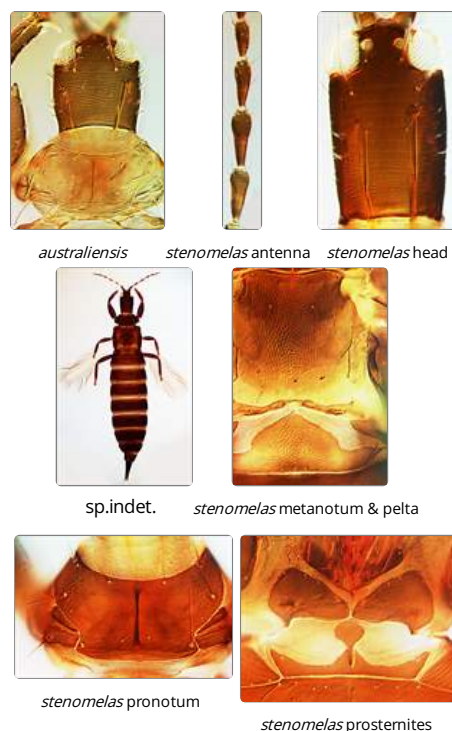 australiensis stenomelas antenna stenomelas head
sp.indet. stenomelas metanotum & pelta
stenomelas pronotum
stenomelas prosternites